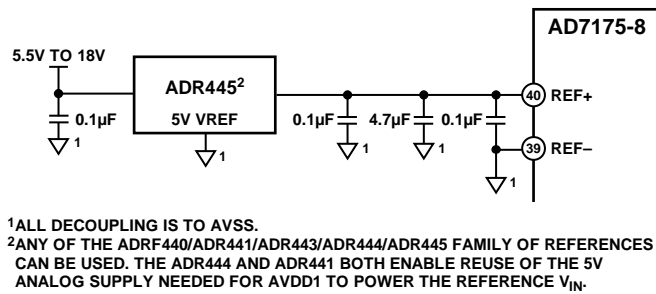 AD7175-8
5.5V TO 18V
ADR445²
5V VREF
0.1µF
0.1µF
4.7µF
0.1µF
40
REF+
39
REF–
1
1
1
1
1
¹ALL DECOUPLING IS TO AVSS.
²ANY OF THE ADRF440/ADR441/ADR443/ADR444/ADR445 FAMILY OF REFERENCES
CAN BE USED. THE ADR444 AND ADR441 BOTH ENABLE REUSE OF THE 5V
ANALOG SUPPLY NEEDED FOR AVDD1 TO POWER THE REFERENCE VIN.